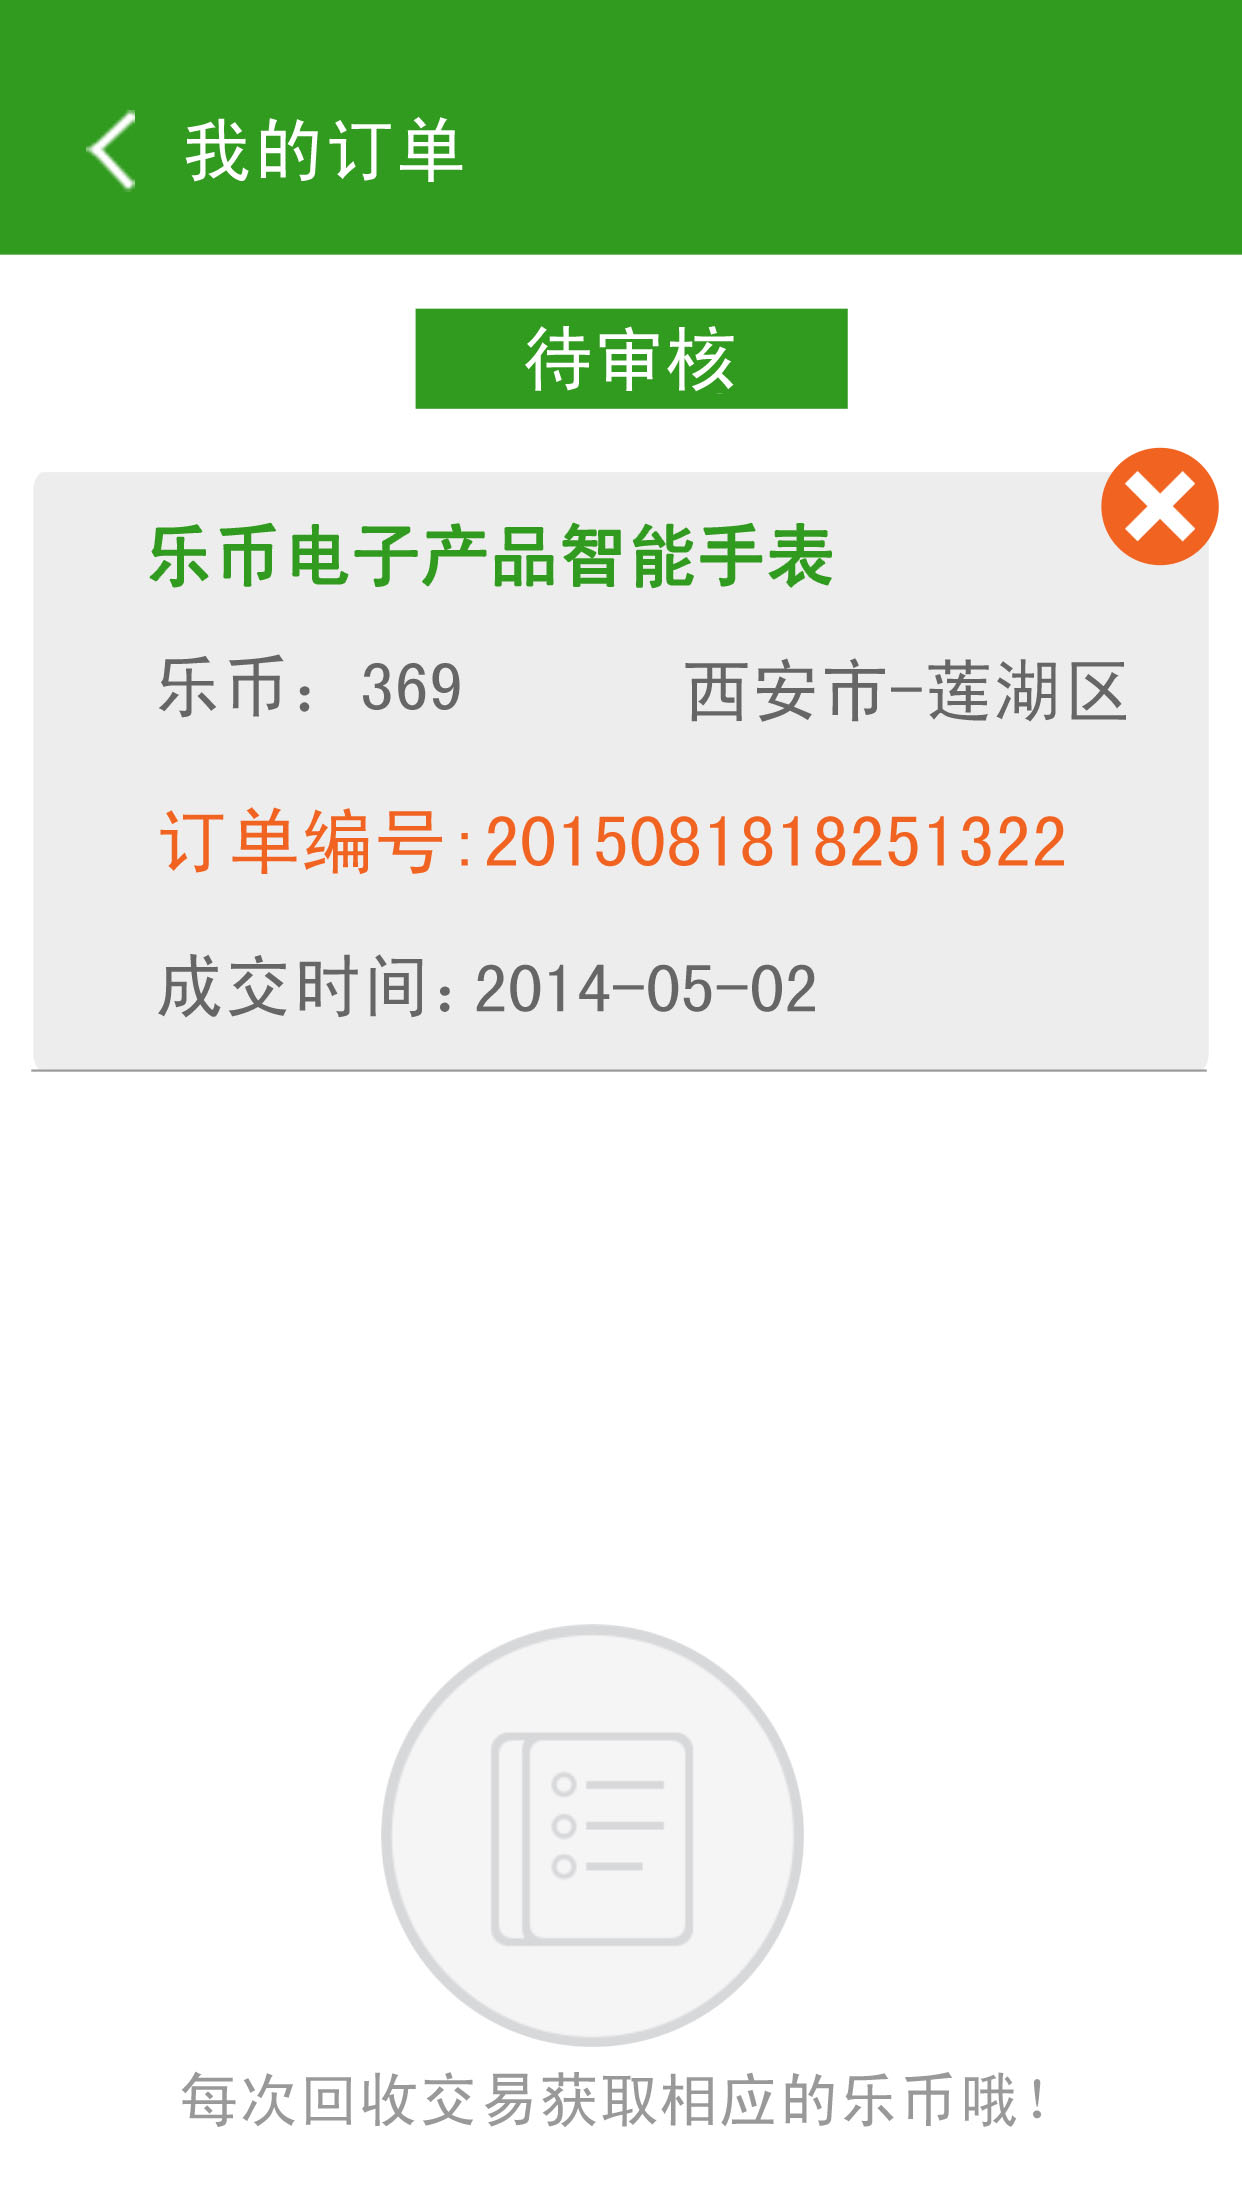 我的订单
待审核
乐币电子产品智能手表
乐币：369 西安市-莲湖区
订单编号:2015081818251322
成交时间：2014-05-02
每次回收交易获取相应的乐币哦！